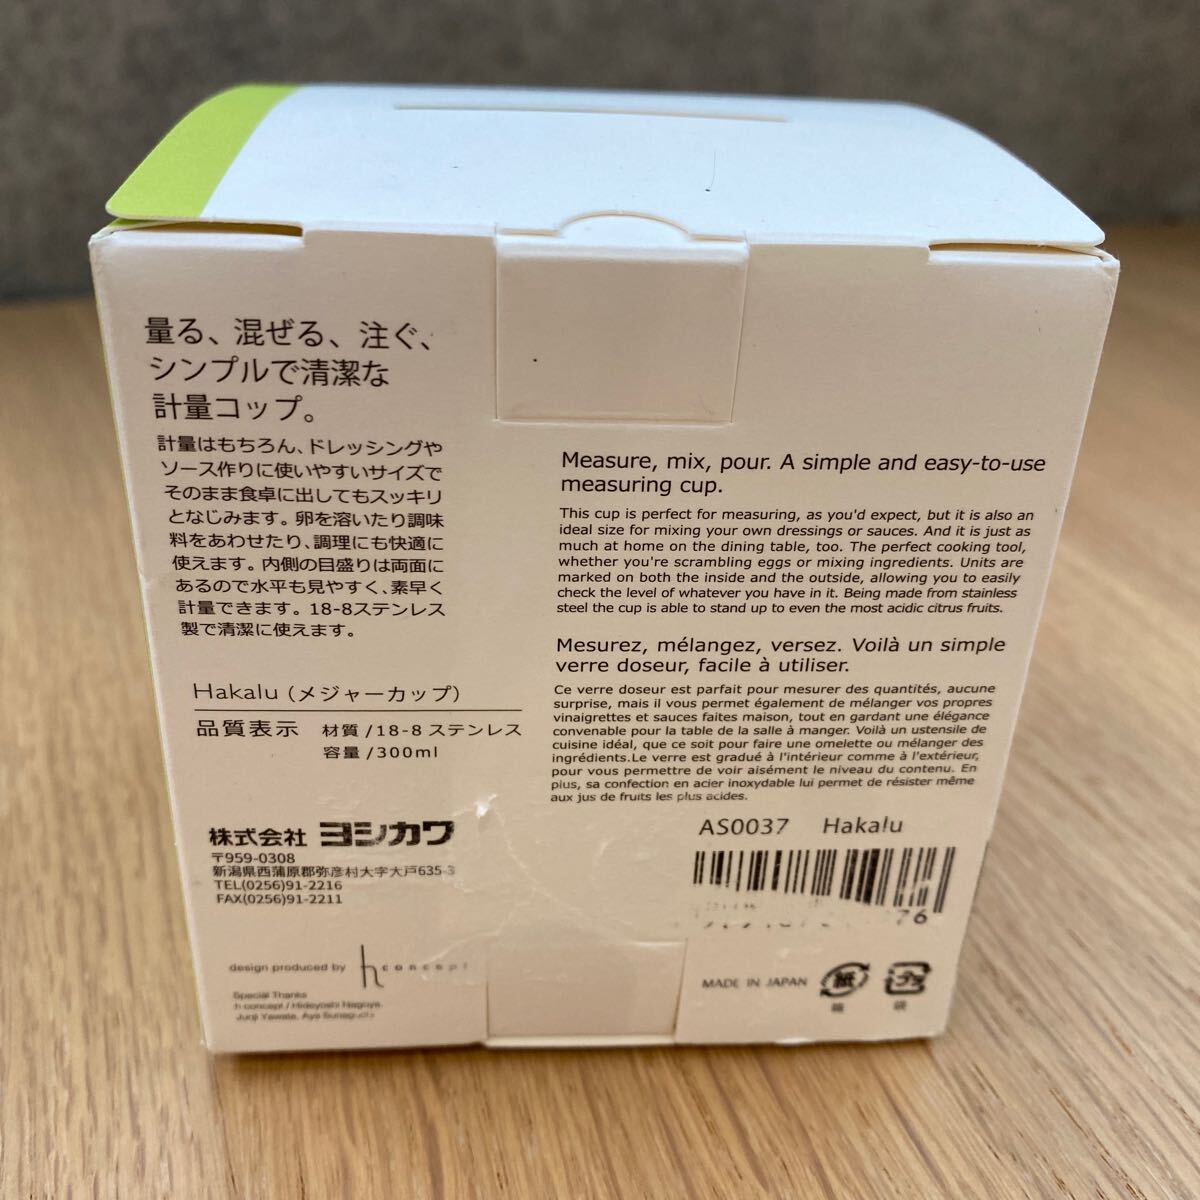 量る、混ぜる、注ぐ、
シンプルで清潔な
計量コップ。
計量はもちろん、ドレッシングや
ソース作りに使いやすいサイズで
そのまま食卓に出してもスッキリ
となじみます。卵を溶いたり調味
料をあわせたり、調理にも快適に
使えます。内側の目盛りは両面に
あるので水平も見やすく、素早く
計量できます。18-8ステンレス
製で清潔に使えます。
Hakalu（メジャーカップ）
品質表示 材質/18-8ステンレス
容量/300ml
株式会社 ヨシカワ
〒959-0308
新潟県西蒲原郡弥彦村大字大戸635-3
TEL(0256)91-2216
FAX(0256)91-2211
design produced by h concept
Special Thanks
h concept / Hideyoshi Nagoya
Junji Yawata, Aya Sunaguchi
Measure, mix, pour. A simple and easy-to-use
measuring cup.
This cup is perfect for measuring, as you'd expect, but it is also an
ideal size for mixing your own dressings or sauces. And it is just as
much at home on the dining table, too. The perfect cooking tool,
whether you're scrambling eggs or mixing ingredients. Units are
marked on both the inside and the outside, allowing you to easily
check the level of whatever you have in it. Being made from stainless
steel the cup is able to stand up to even the most acidic citrus fruits.
Mesurez, mélangez, versez. Voilà un simple
verre doseur, facile à utiliser.
Ce verre doseur est parfait pour mesurer des quantités, aucune
surprise, mais il vous permet également de mélanger vos propres
vinaigrettes et sauces faites maison, tout en gardant une élégance
convenable pour la table de la salle à manger. Voilà un ustensile de
cuisine idéal, que ce soit pour faire une omelette ou mélanger des
ingrédients.Le verre est gradué à l'intérieur comme à l'extérieur,
pour vous permettre de voir aisément le niveau du contenu. En
plus, sa confection en acier inoxydable lui permet de résister même
aux jus de fruits les plus acides.
AS0037 Hakalu
76
MADE IN JAPAN 紙 プラ
箱 袋